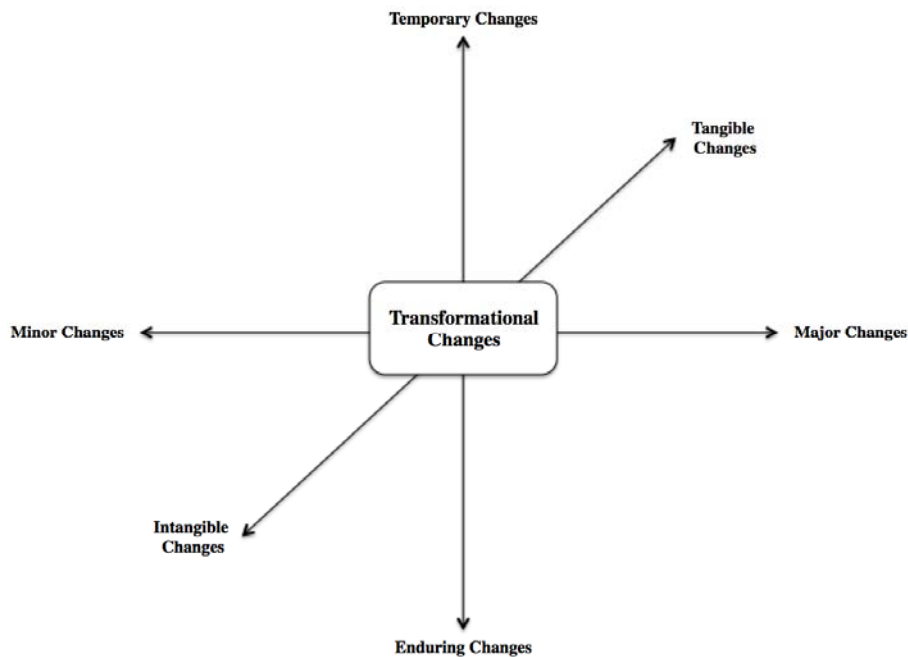 Temporary Changes
Tangible
Changes
Transformational
Changes
Minor Changes
Major Changes
Intangible
Changes
Enduring Changes